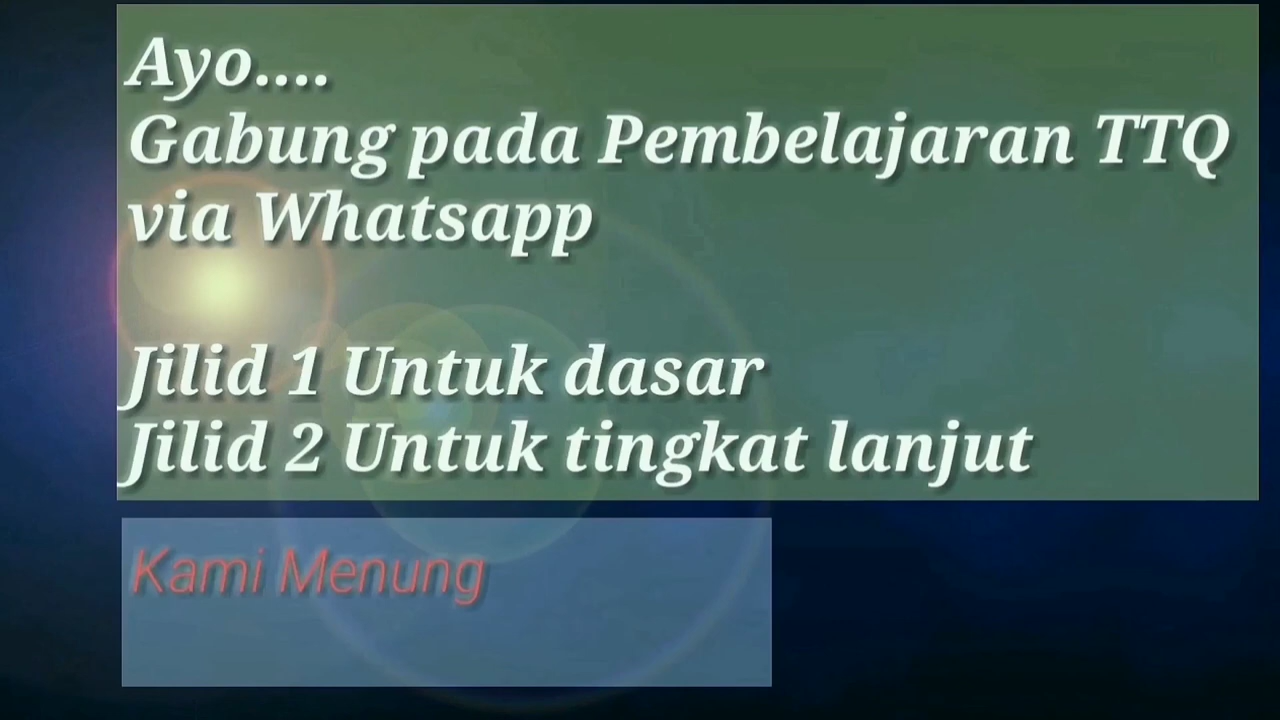 Ayo....
Gabung pada Pembelajaran TTQ
via Whatsapp
Jilid 1 Untuk dasar
Jilid 2 Untuk tingkat lanjut
Kami Menung